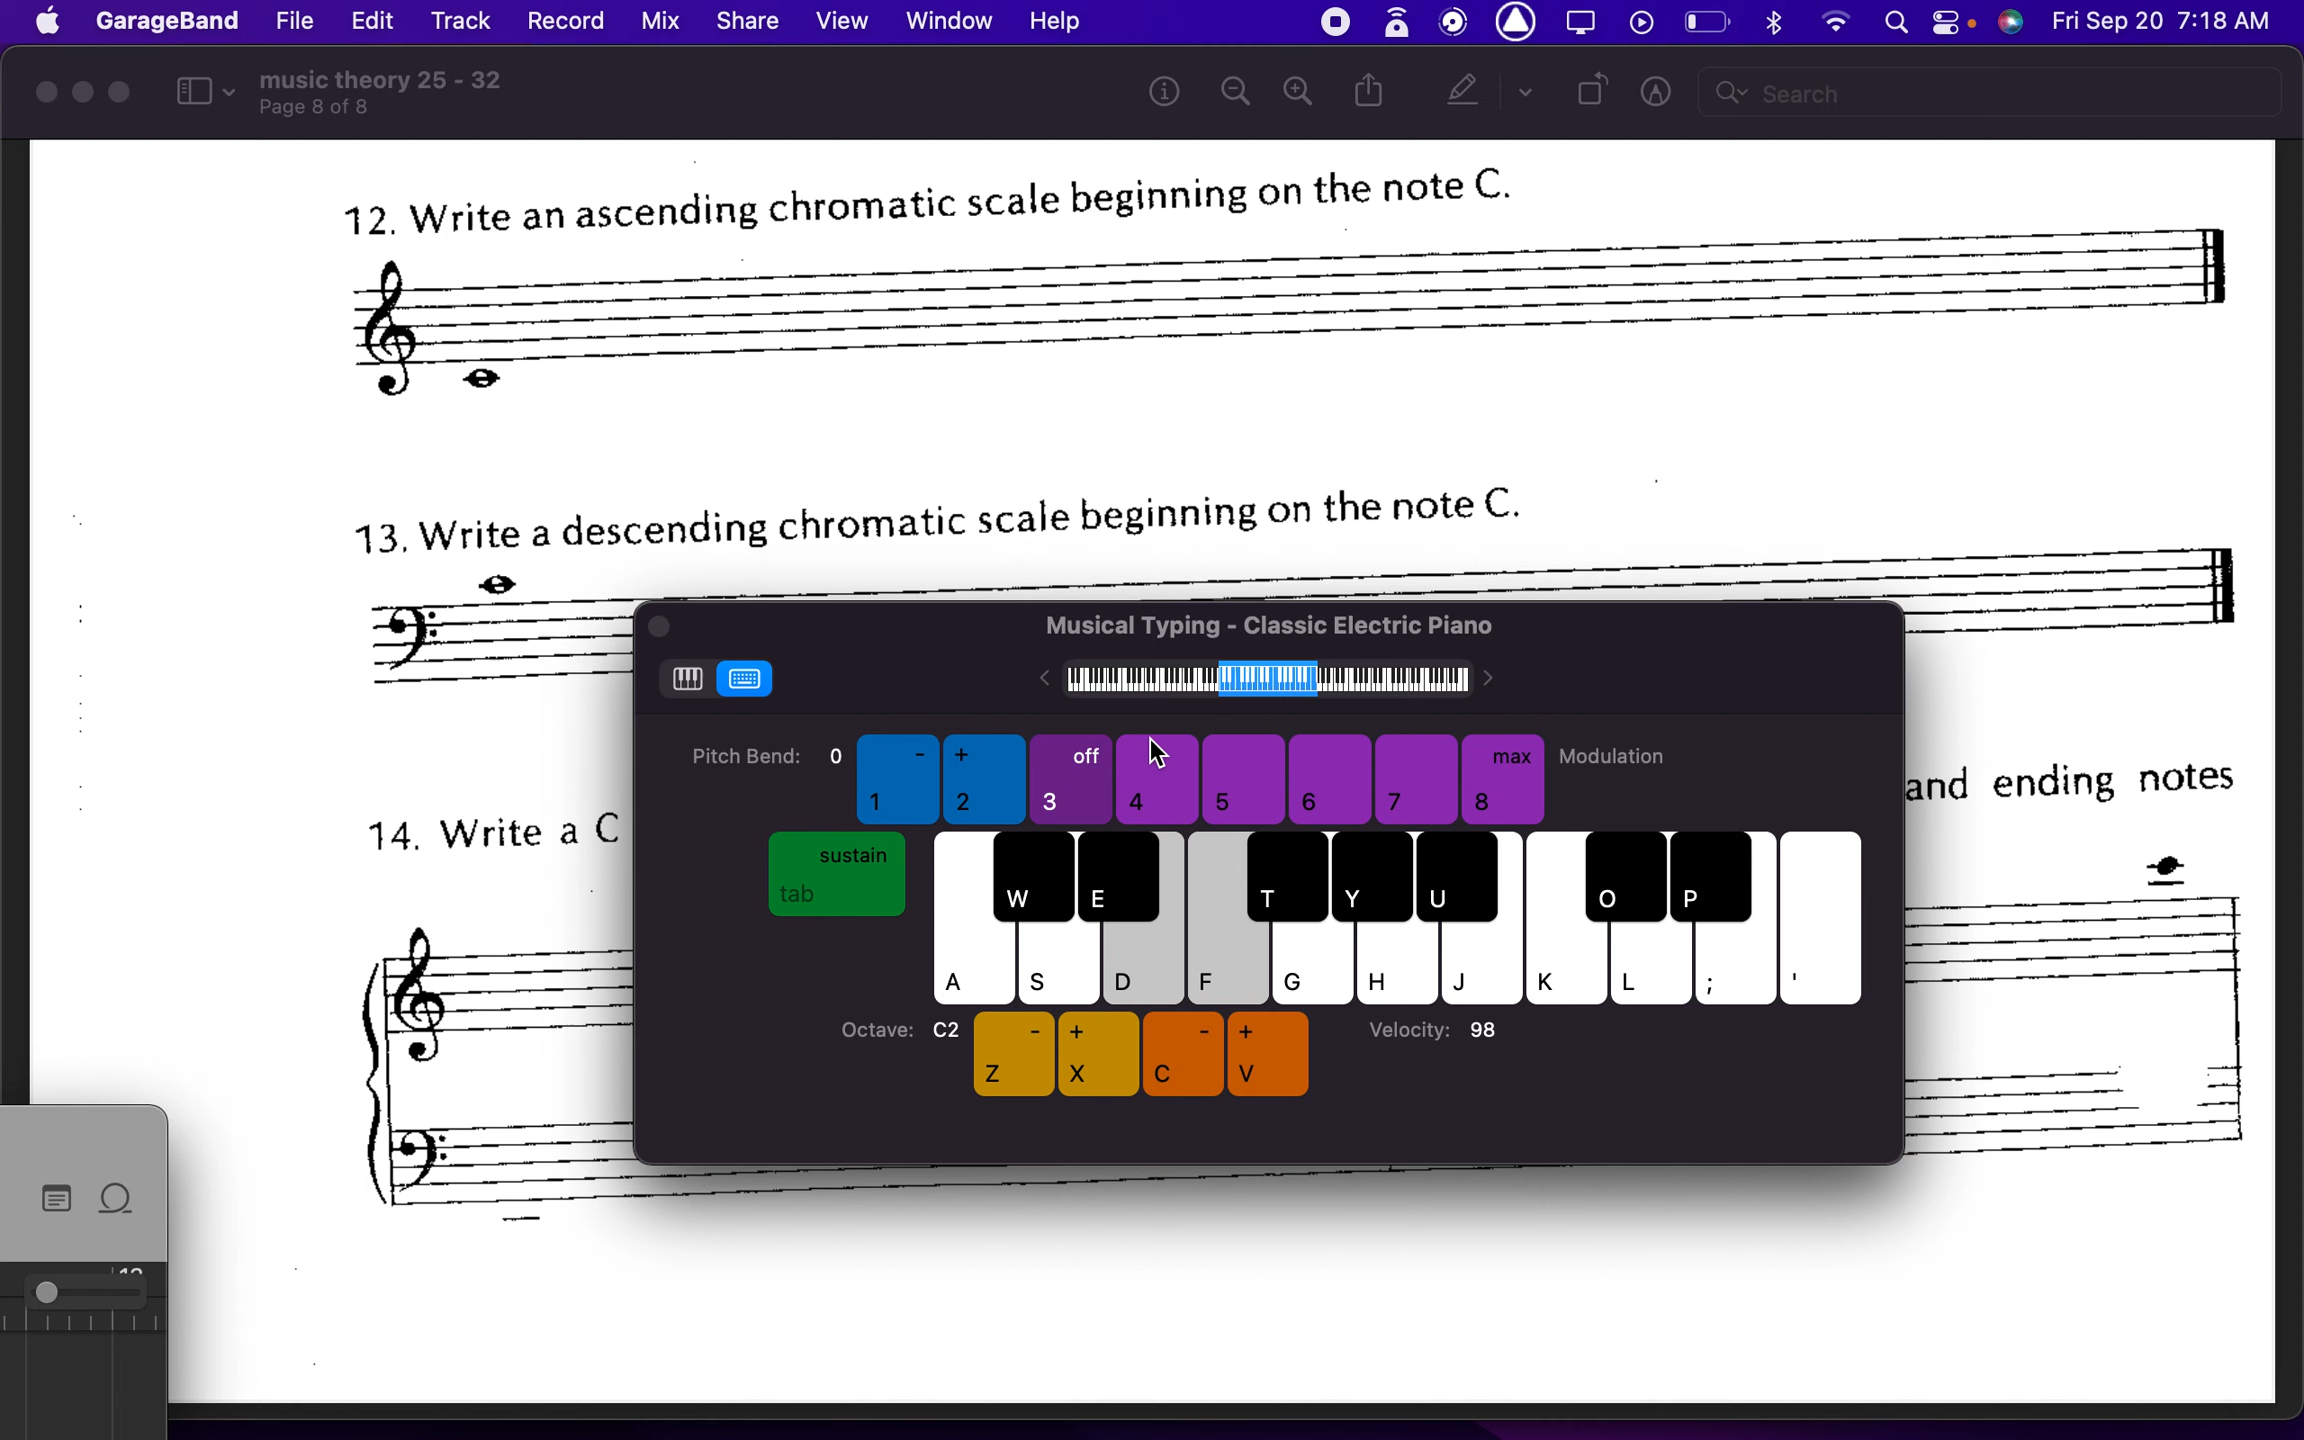 GarageBand File Edit Track Record Mix Share View Window Help Fri Sep 20 7:18 AM
music theory 25 - 32
Page 8 of 8
Search
12. Write an ascending chromatic scale beginning on the note C.
13. Write a descending chromatic scale beginning on the note C.
Musical Typing - Classic Electric Piano
Pitch Bend: 0 - + off max Modulation
1 2 3 4 5 6 7 8
and ending notes
14. Write a C
sustain
tab
W E T Y U O P
A S D F G H J K L ; '
Octave: C2 - + - + Velocity: 98
Z X C V